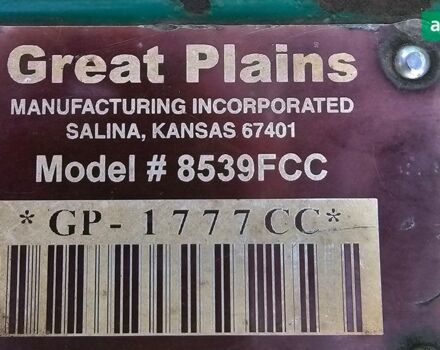 Great Plains
MANUFACTURING INCORPORATED
SALINA, KANSAS 67401
Model # 8539FCC
*GP-1777CC*